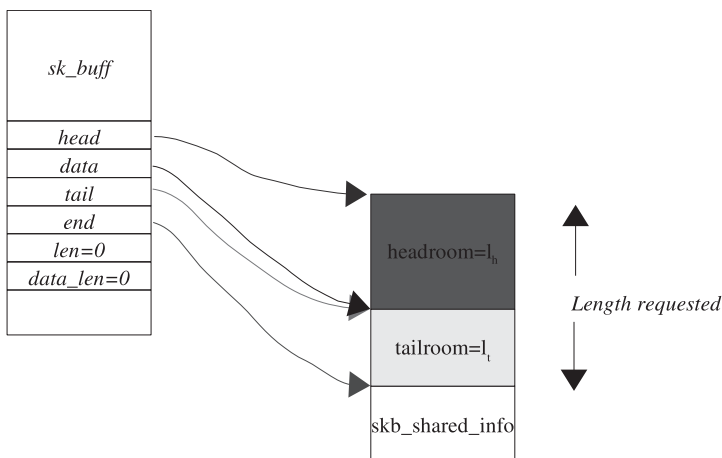 sk_buff
head
data
tail
end
len=0
data_len=0
headroom=lₕ
tailroom=lₜ
skb_shared_info
Length requested